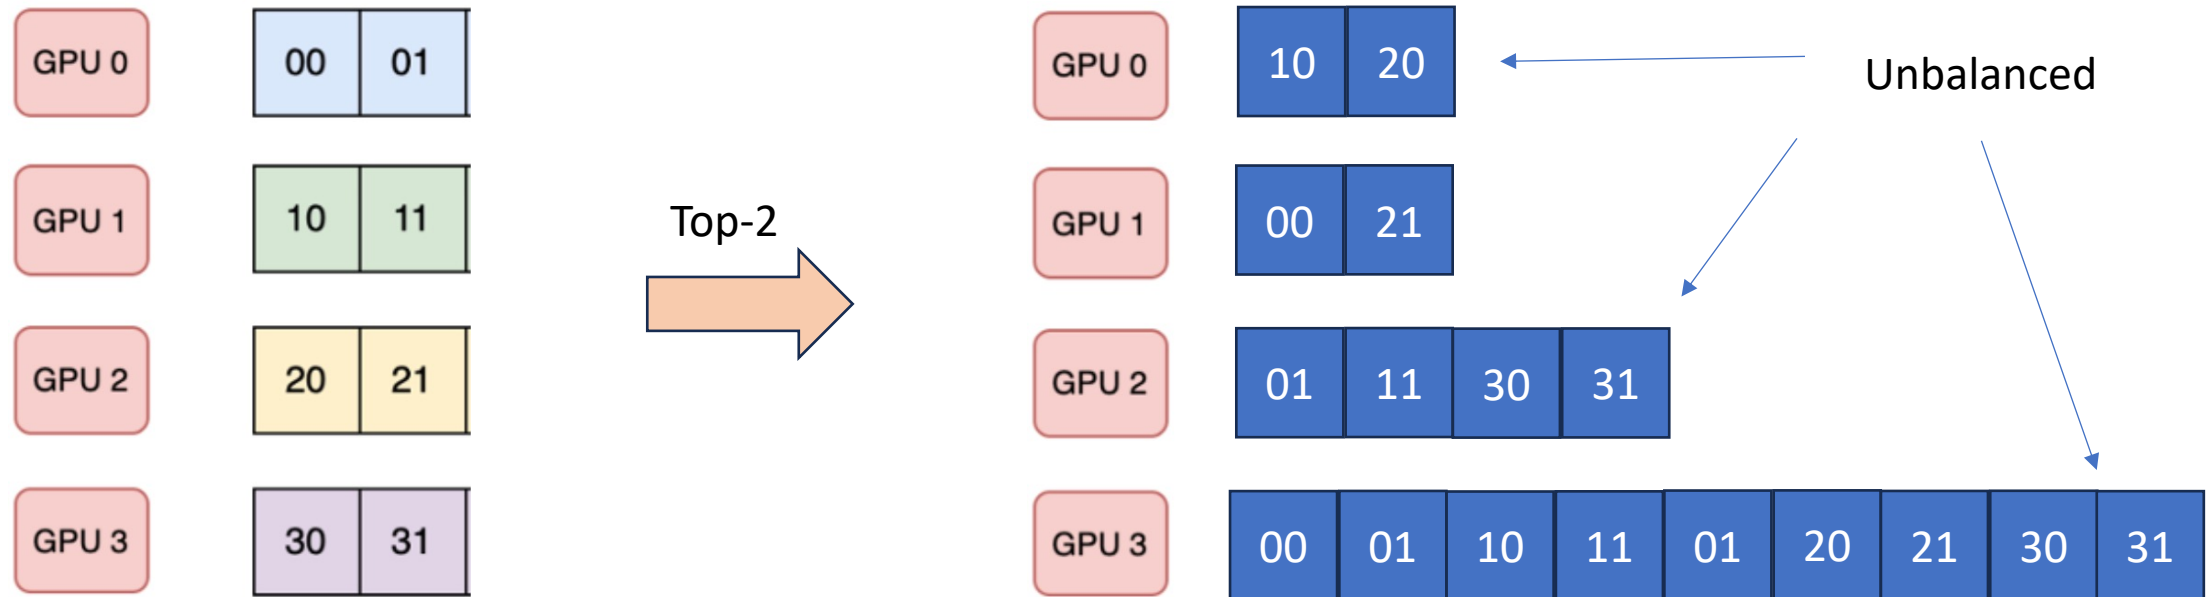 GPU 0 00 01
GPU 1 10 11
GPU 2 20 21
GPU 3 30 31
Top-2
GPU 0 10 20
GPU 1 00 21
GPU 2 01 11 30 31
GPU 3 00 01 10 11 01 20 21 30 31
Unbalanced